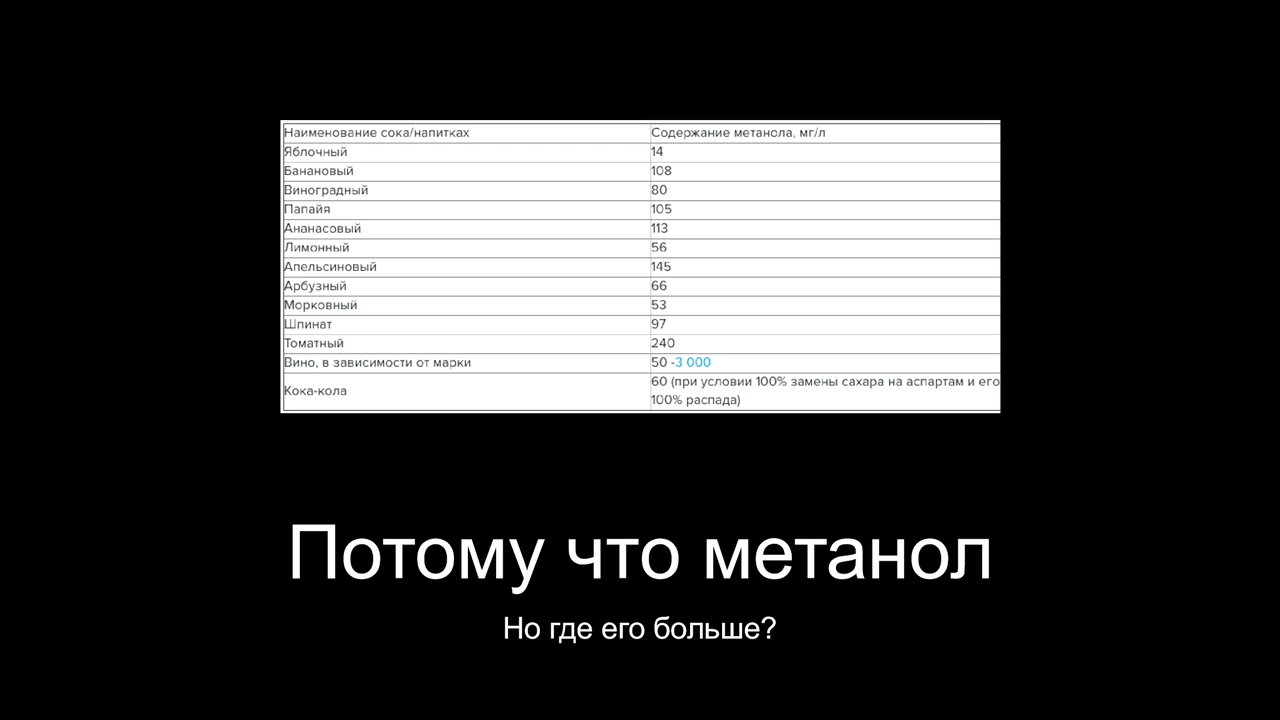 Наименование сока/напитках Содержание метанола, мг/л
Яблочный 14
Банановый 108
Виноградный 80
Папайя 105
Ананасовый 113
Лимонный 56
Апельсиновый 145
Арбузный 66
Морковный 53
Шпинат 97
Томатный 240
Вино, в зависимости от марки 50 -3 000
Кока-кола 60 (при условии 100% замены сахара на аспартам и его
100% распада)
Потому что метанол
Но где его больше?